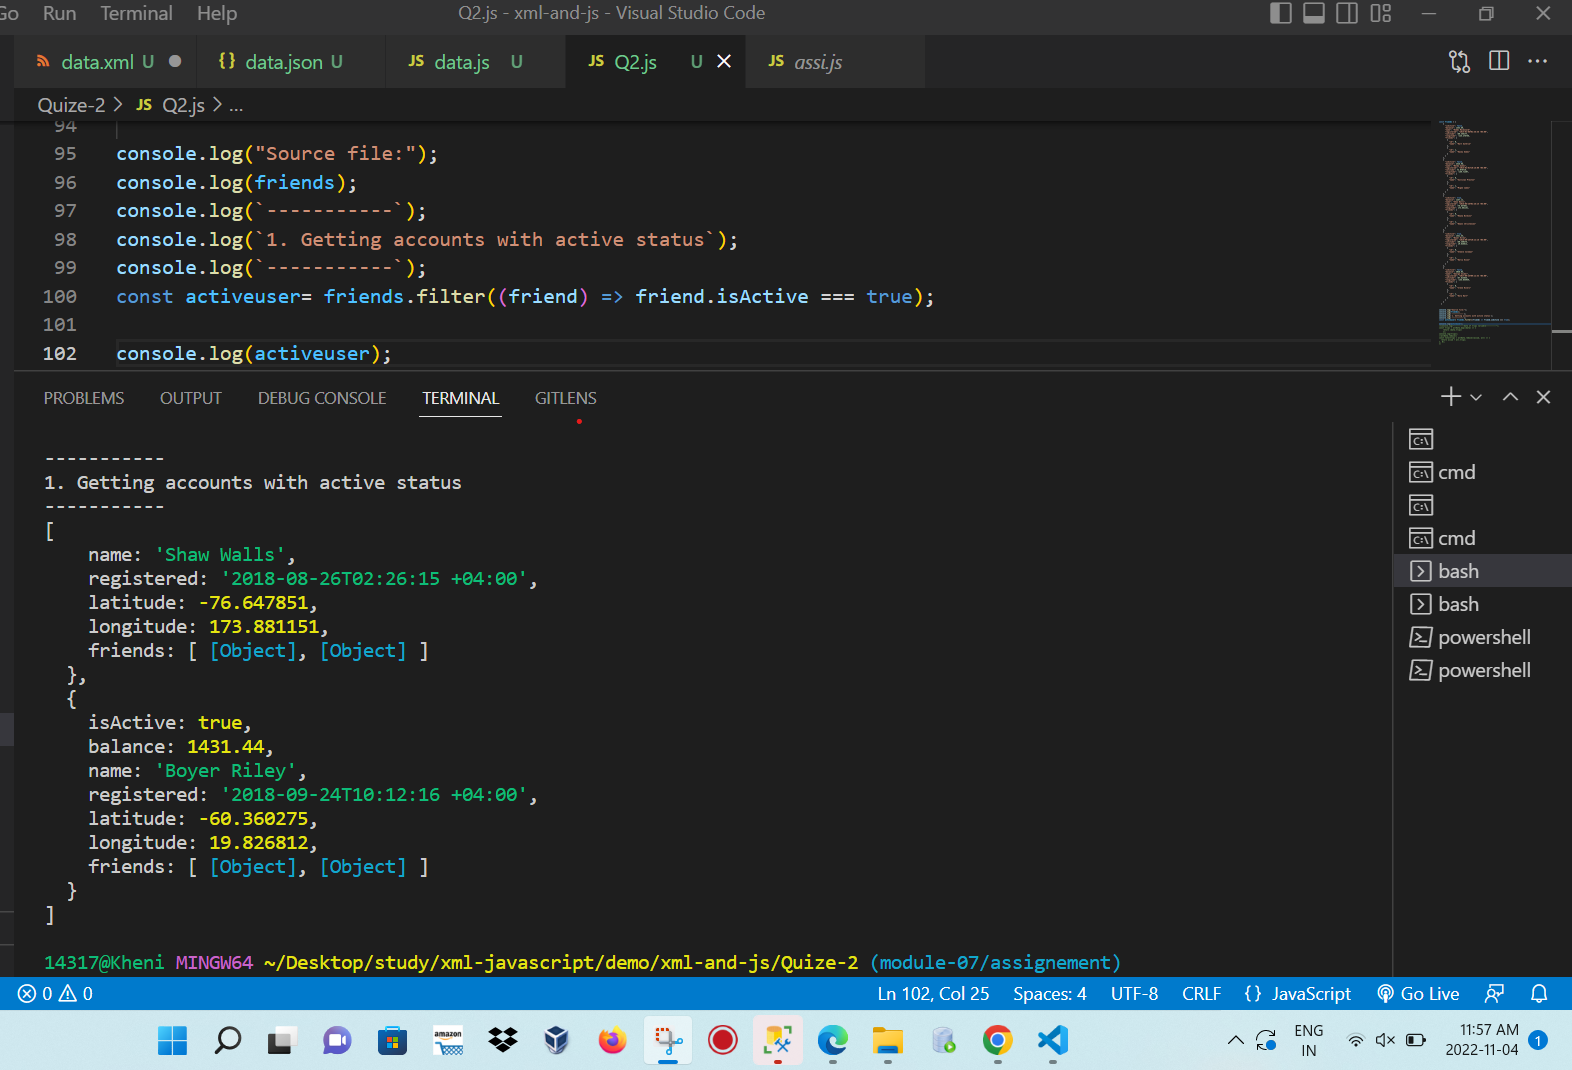 Go Run Terminal Help Q2.js - xml-and-js - Visual Studio Code
data.xml U {} data.json U JS data.js U JS Q2.js U JS assi.js
Quize-2 > JS Q2.js > ...
94
95 console.log("Source file:");
96 console.log(friends);
97 console.log(`-----------`);
98 console.log(`1. Getting accounts with active status`);
99 console.log(`-----------`);
100 const activeuser= friends.filter((friend) => friend.isActive === true);
101
102 console.log(activeuser);
PROBLEMS OUTPUT DEBUG CONSOLE TERMINAL GITLENS
-----------
1. Getting accounts with active status
-----------
[
name: 'Shaw Walls',
registered: '2018-08-26T02:26:15 +04:00',
latitude: -76.647851,
longitude: 173.881151,
friends: [ [Object], [Object] ]
},
{
isActive: true,
balance: 1431.44,
name: 'Boyer Riley',
registered: '2018-09-24T10:12:16 +04:00',
latitude: -60.360275,
longitude: 19.826812,
friends: [ [Object], [Object] ]
}
]
14317@Kheni MINGW64 ~/Desktop/study/xml-javascript/demo/xml-and-js/Quize-2 (module-07/assignement)
cmd
cmd
bash
bash
powershell
powershell
0 0 Ln 102, Col 25 Spaces: 4 UTF-8 CRLF {} JavaScript Go Live
amazon
ENG
IN
11:57 AM
2022-11-04
1